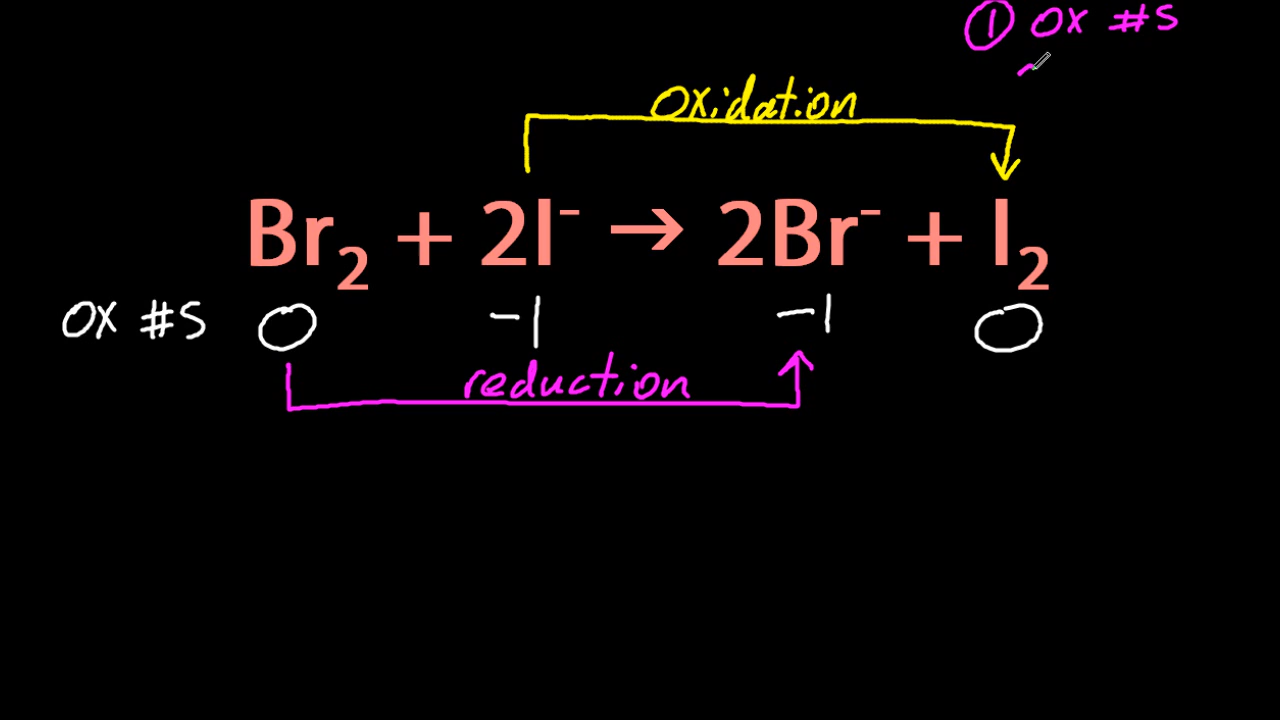 ① ox #s
oxidation
Br₂ + 2I⁻ → 2Br⁻ + I₂
ox #s 0 -1 -1 0
reduction